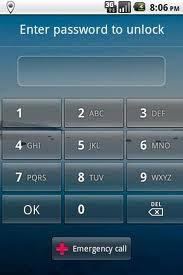 3G
8:06 PM
Enter password to unlock
1 2 ABC 3 DEF
4 GHI 5 JKL 6 MNO
7 PQRS 8 TUV 9 WXYZ
OK 0 DEL
Emergency call